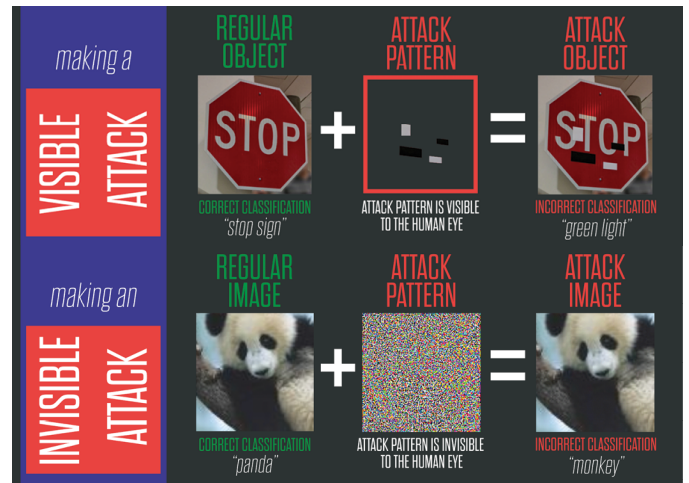 making a
VISIBLE
ATTACK
REGULAR
OBJECT
STOP
CORRECT CLASSIFICATION
"stop sign"
ATTACK
PATTERN
ATTACK PATTERN IS VISIBLE
TO THE HUMAN EYE
ATTACK
OBJECT
STOP
INCORRECT CLASSIFICATION
"green light"
making an
INVISIBLE
ATTACK
REGULAR
IMAGE
CORRECT CLASSIFICATION
"panda"
ATTACK
PATTERN
ATTACK PATTERN IS INVISIBLE
TO THE HUMAN EYE
ATTACK
IMAGE
INCORRECT CLASSIFICATION
"monkey"